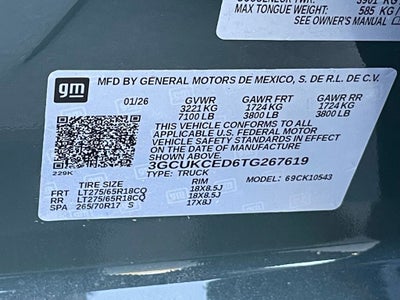 MAX TONGUE WEIGHT: 585 KG /
SEE OWNER'S MANUAL
gm
MFD BY GENERAL MOTORS DE MEXICO, S. DE R.L. DE C.V.
01/26 GVWR GAWR FRT GAWR RR
3221 KG 1724 KG 1724 KG
7100 LB 3800 LB 3800 LB
THIS VEHICLE CONFORMS TO ALL
APPLICABLE U.S. FEDERAL MOTOR
VEHICLE SAFETY STANDARDS IN
EFFECT ON THE DATE OF
MANUFACTURE SHOWN ABOVE.
3GCUKCED6TG267619
229K TYPE: TRUCK MODEL: 69CK10543
TIRE SIZE RIM
FRT LT275/65R18CQ 18X8.5J
RR LT275/65R18CQ 18X8.5J
SPA 265/70R17 S 17X8J